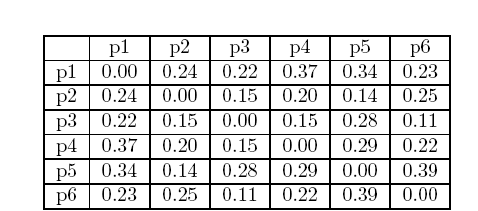 p1 p2 p3 p4 p5 p6
p1 0.00 0.24 0.22 0.37 0.34 0.23
p2 0.24 0.00 0.15 0.20 0.14 0.25
p3 0.22 0.15 0.00 0.15 0.28 0.11
p4 0.37 0.20 0.15 0.00 0.29 0.22
p5 0.34 0.14 0.28 0.29 0.00 0.39
p6 0.23 0.25 0.11 0.22 0.39 0.00